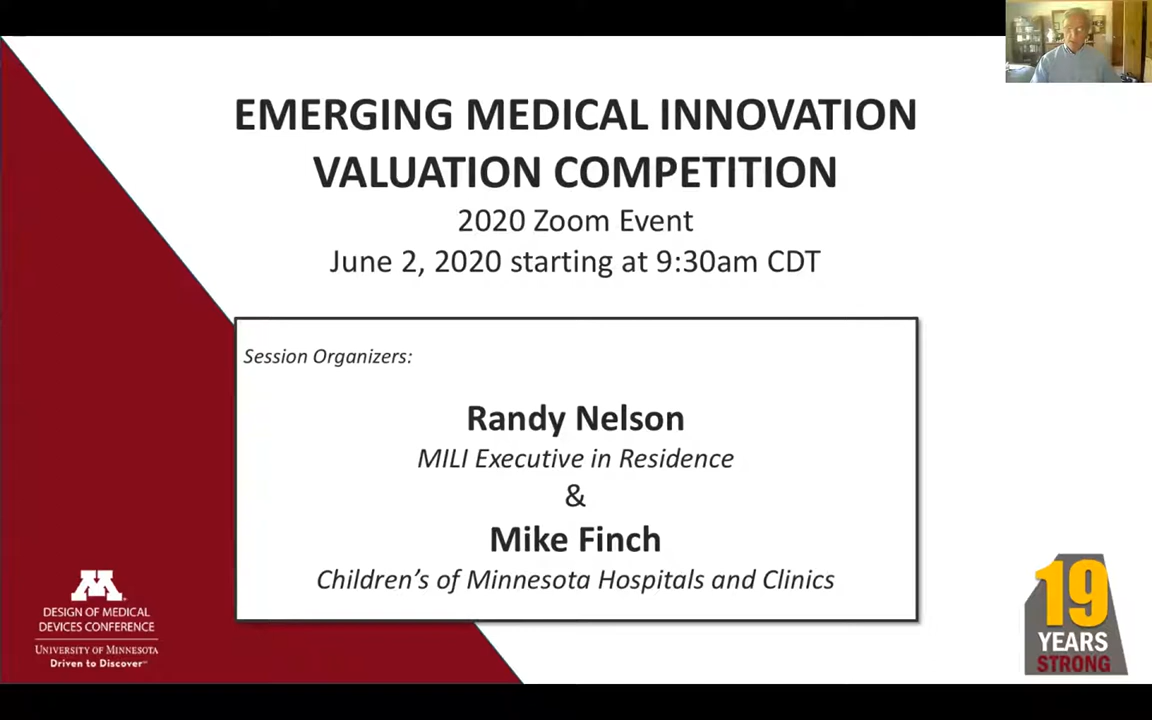 EMERGING MEDICAL INNOVATION
VALUATION COMPETITION
2020 Zoom Event
June 2, 2020 starting at 9:30am CDT
Session Organizers:
Randy Nelson
MILI Executive in Residence
&
Mike Finch
Children's of Minnesota Hospitals and Clinics
M
DESIGN OF MEDICAL
DEVICES CONFERENCE
UNIVERSITY OF MINNESOTA
Driven to Discover℠
19
YEARS
STRONG